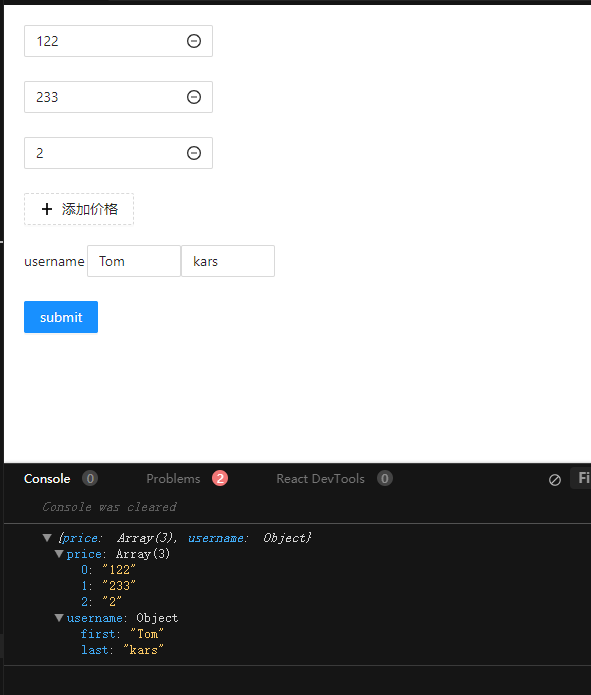 122
233
2
+ 添加价格
username Tom kars
submit
Console 0 Problems 2 React DevTools 0 Fi
Console was cleared
▼ {price: Array(3), username: Object}
▼ price: Array(3)
0: "122"
1: "233"
2: "2"
▼ username: Object
first: "Tom"
last: "kars"